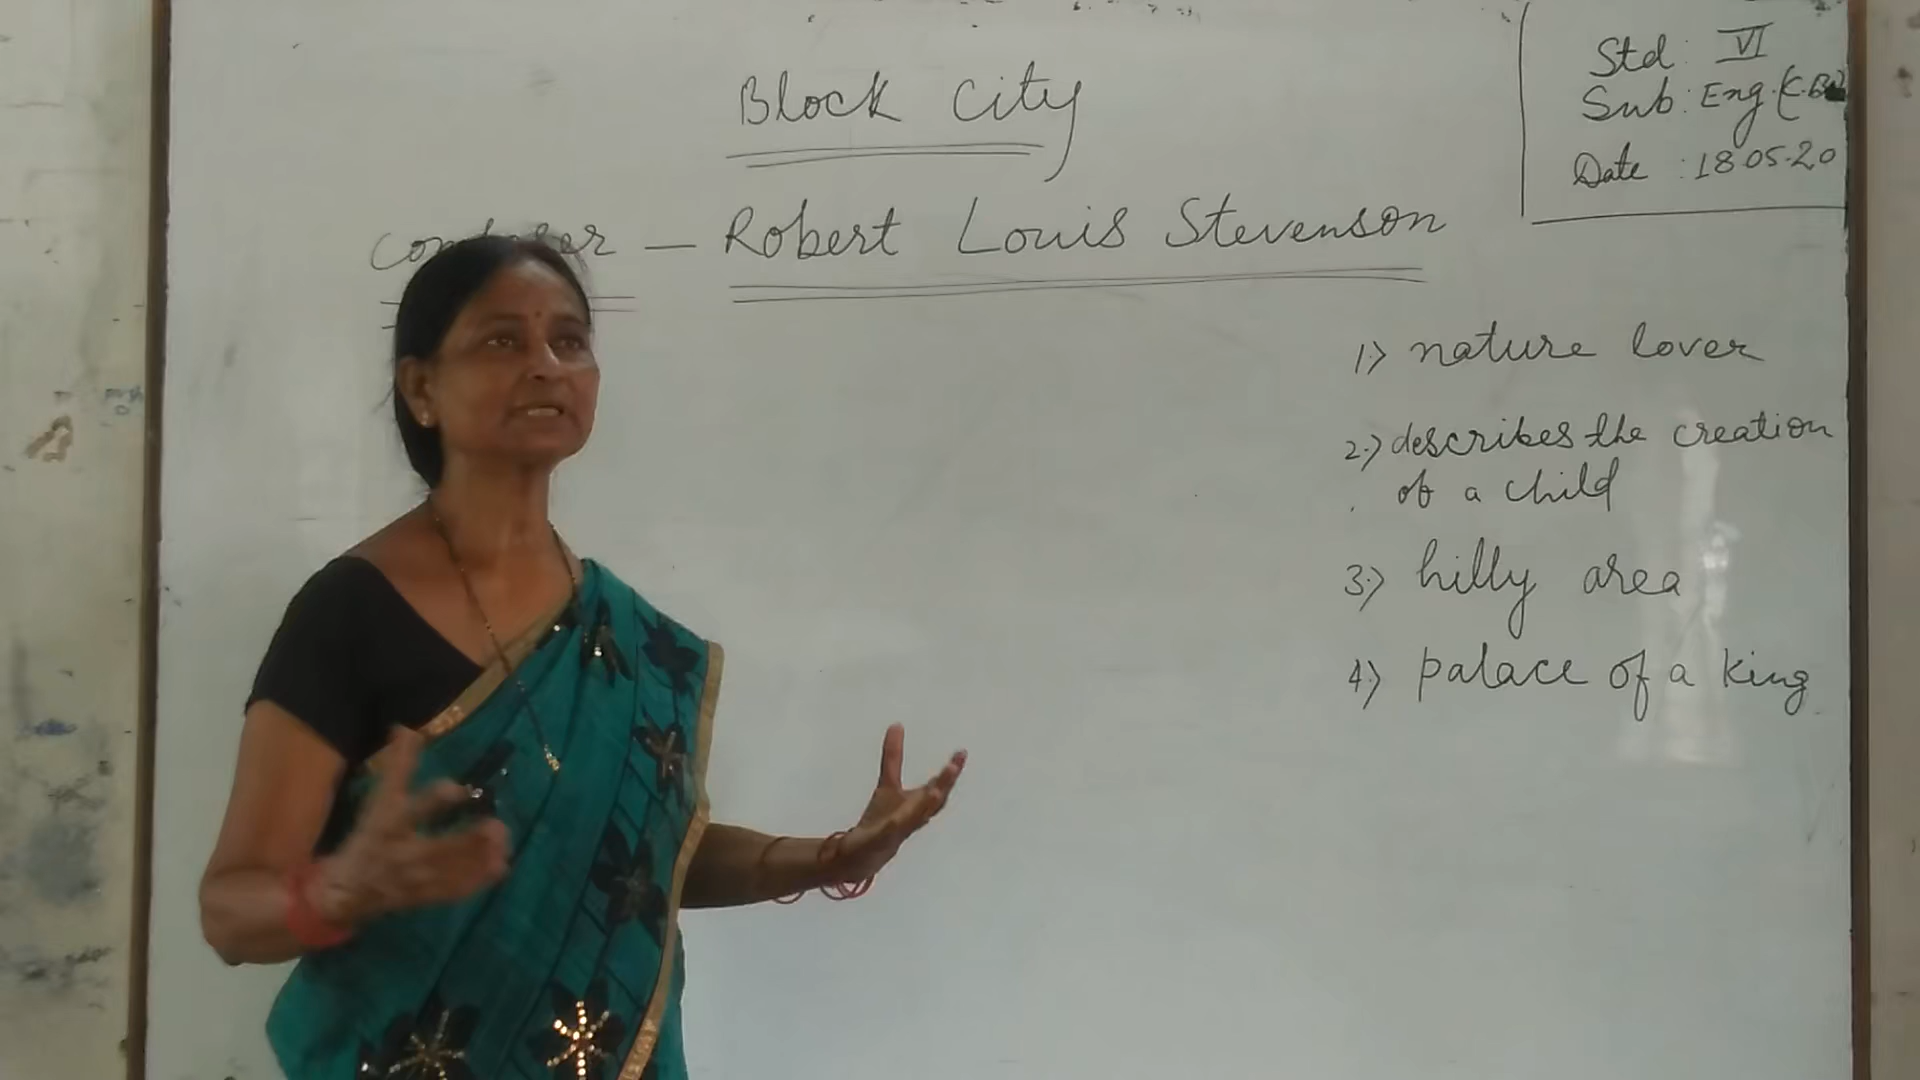 Block City
Std : VI
Sub : Eng.
Date : 18.05.20
— Robert Louis Stevenson
1.) nature lover
2.) describes the creation
of a child
3.) hilly area
4.) palace of a king